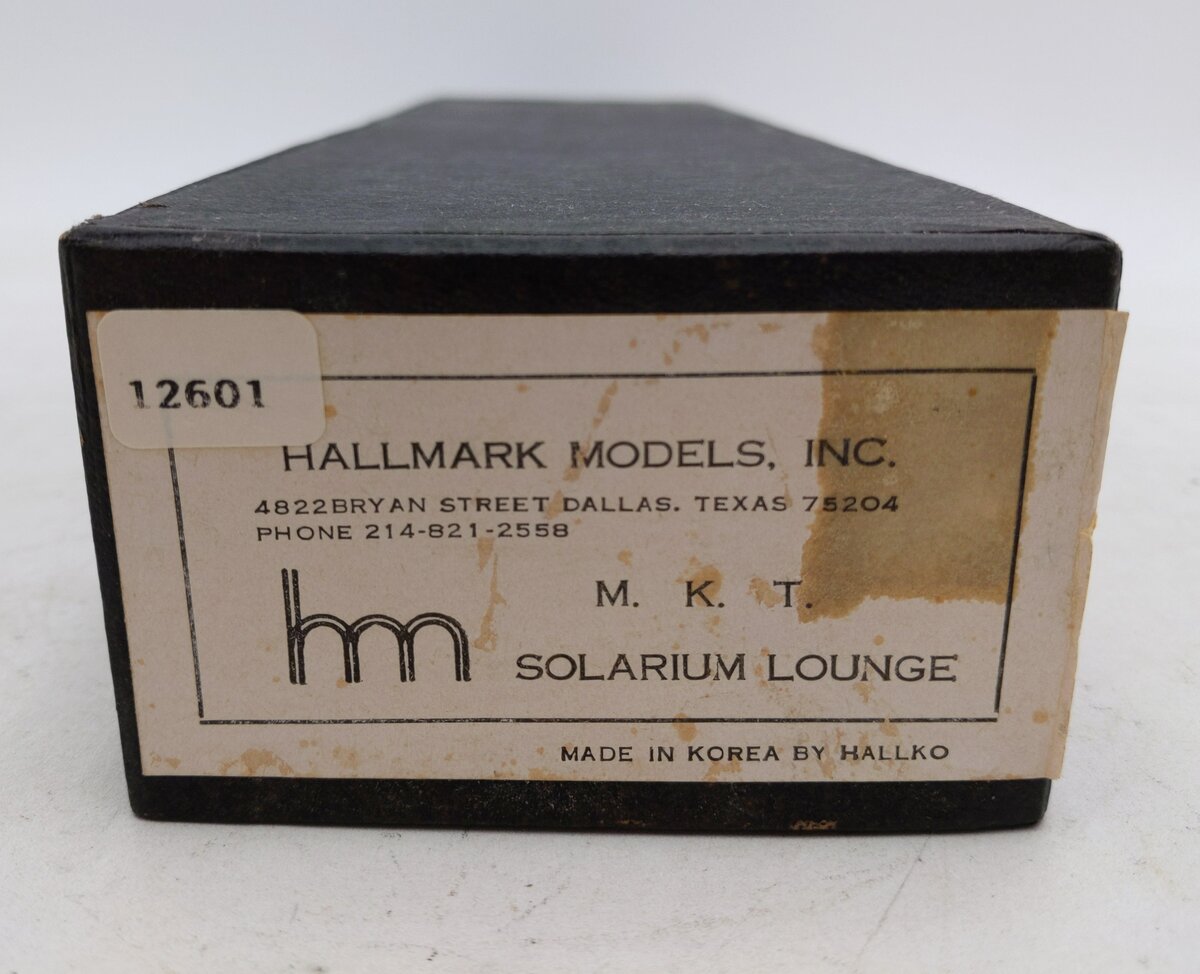 12601
HALLMARK MODELS, INC.
4822BRYAN STREET DALLAS. TEXAS 75204
PHONE 214-821-2558
hm
M. K. T.
SOLARIUM LOUNGE
MADE IN KOREA BY HALLKO